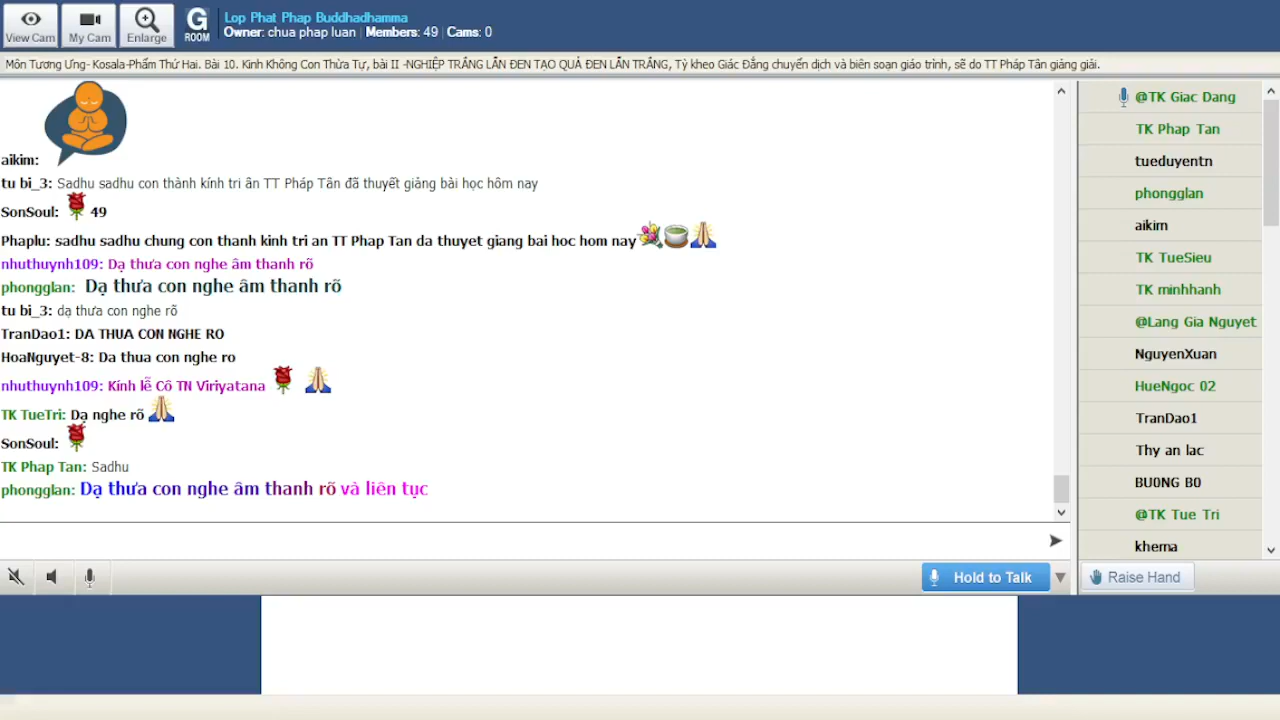 Lop Phat Phap Buddhadhamma
Owner: chua phap luan | Members: 49 | Cams: 0
View Cam
My Cam
Enlarge
G ROOM
Môn Tương Ưng- Kosala-Phẩm Thứ Hai. Bài 10. Kinh Không Con Thừa Tự, bài II -NGHIỆP TRẮNG LẪN ĐEN TẠO QUẢ ĐEN LẪN TRẮNG, Tỳ kheo Giác Đẳng chuyển dịch và biên soạn giáo trình, sẽ do TT Pháp Tân giảng giải.
aikim:
tu bi_3: Sadhu sadhu con thành kính tri ân TT Pháp Tân đã thuyết giảng bài học hôm nay
SonSoul: 49
Phaplu: sadhu sadhu chung con thanh kinh tri an TT Phap Tan da thuyet giang bai hoc hom nay
nhuthuynh109: Dạ thưa con nghe âm thanh rõ
phongglan: Dạ thưa con nghe âm thanh rõ
tu bi_3: dạ thưa con nghe rõ
TranDao1: DA THUA CON NGHE RO
HoaNguyet-8: Da thua con nghe ro
nhuthuynh109: Kính lễ Cô TN Viriyatana
TK TueTri: Dạ nghe rõ
SonSoul:
TK Phap Tan: Sadhu
phongglan: Dạ thưa con nghe âm thanh rõ và liên tục
@TK Giac Dang
TK Phap Tan
tueduyentn
phongglan
aikim
TK TueSieu
TK minhhanh
@Lang Gia Nguyet
NguyenXuan
HueNgoc 02
TranDao1
Thy an lac
BU0NG B0
@TK Tue Tri
khema
Hold to Talk
Raise Hand